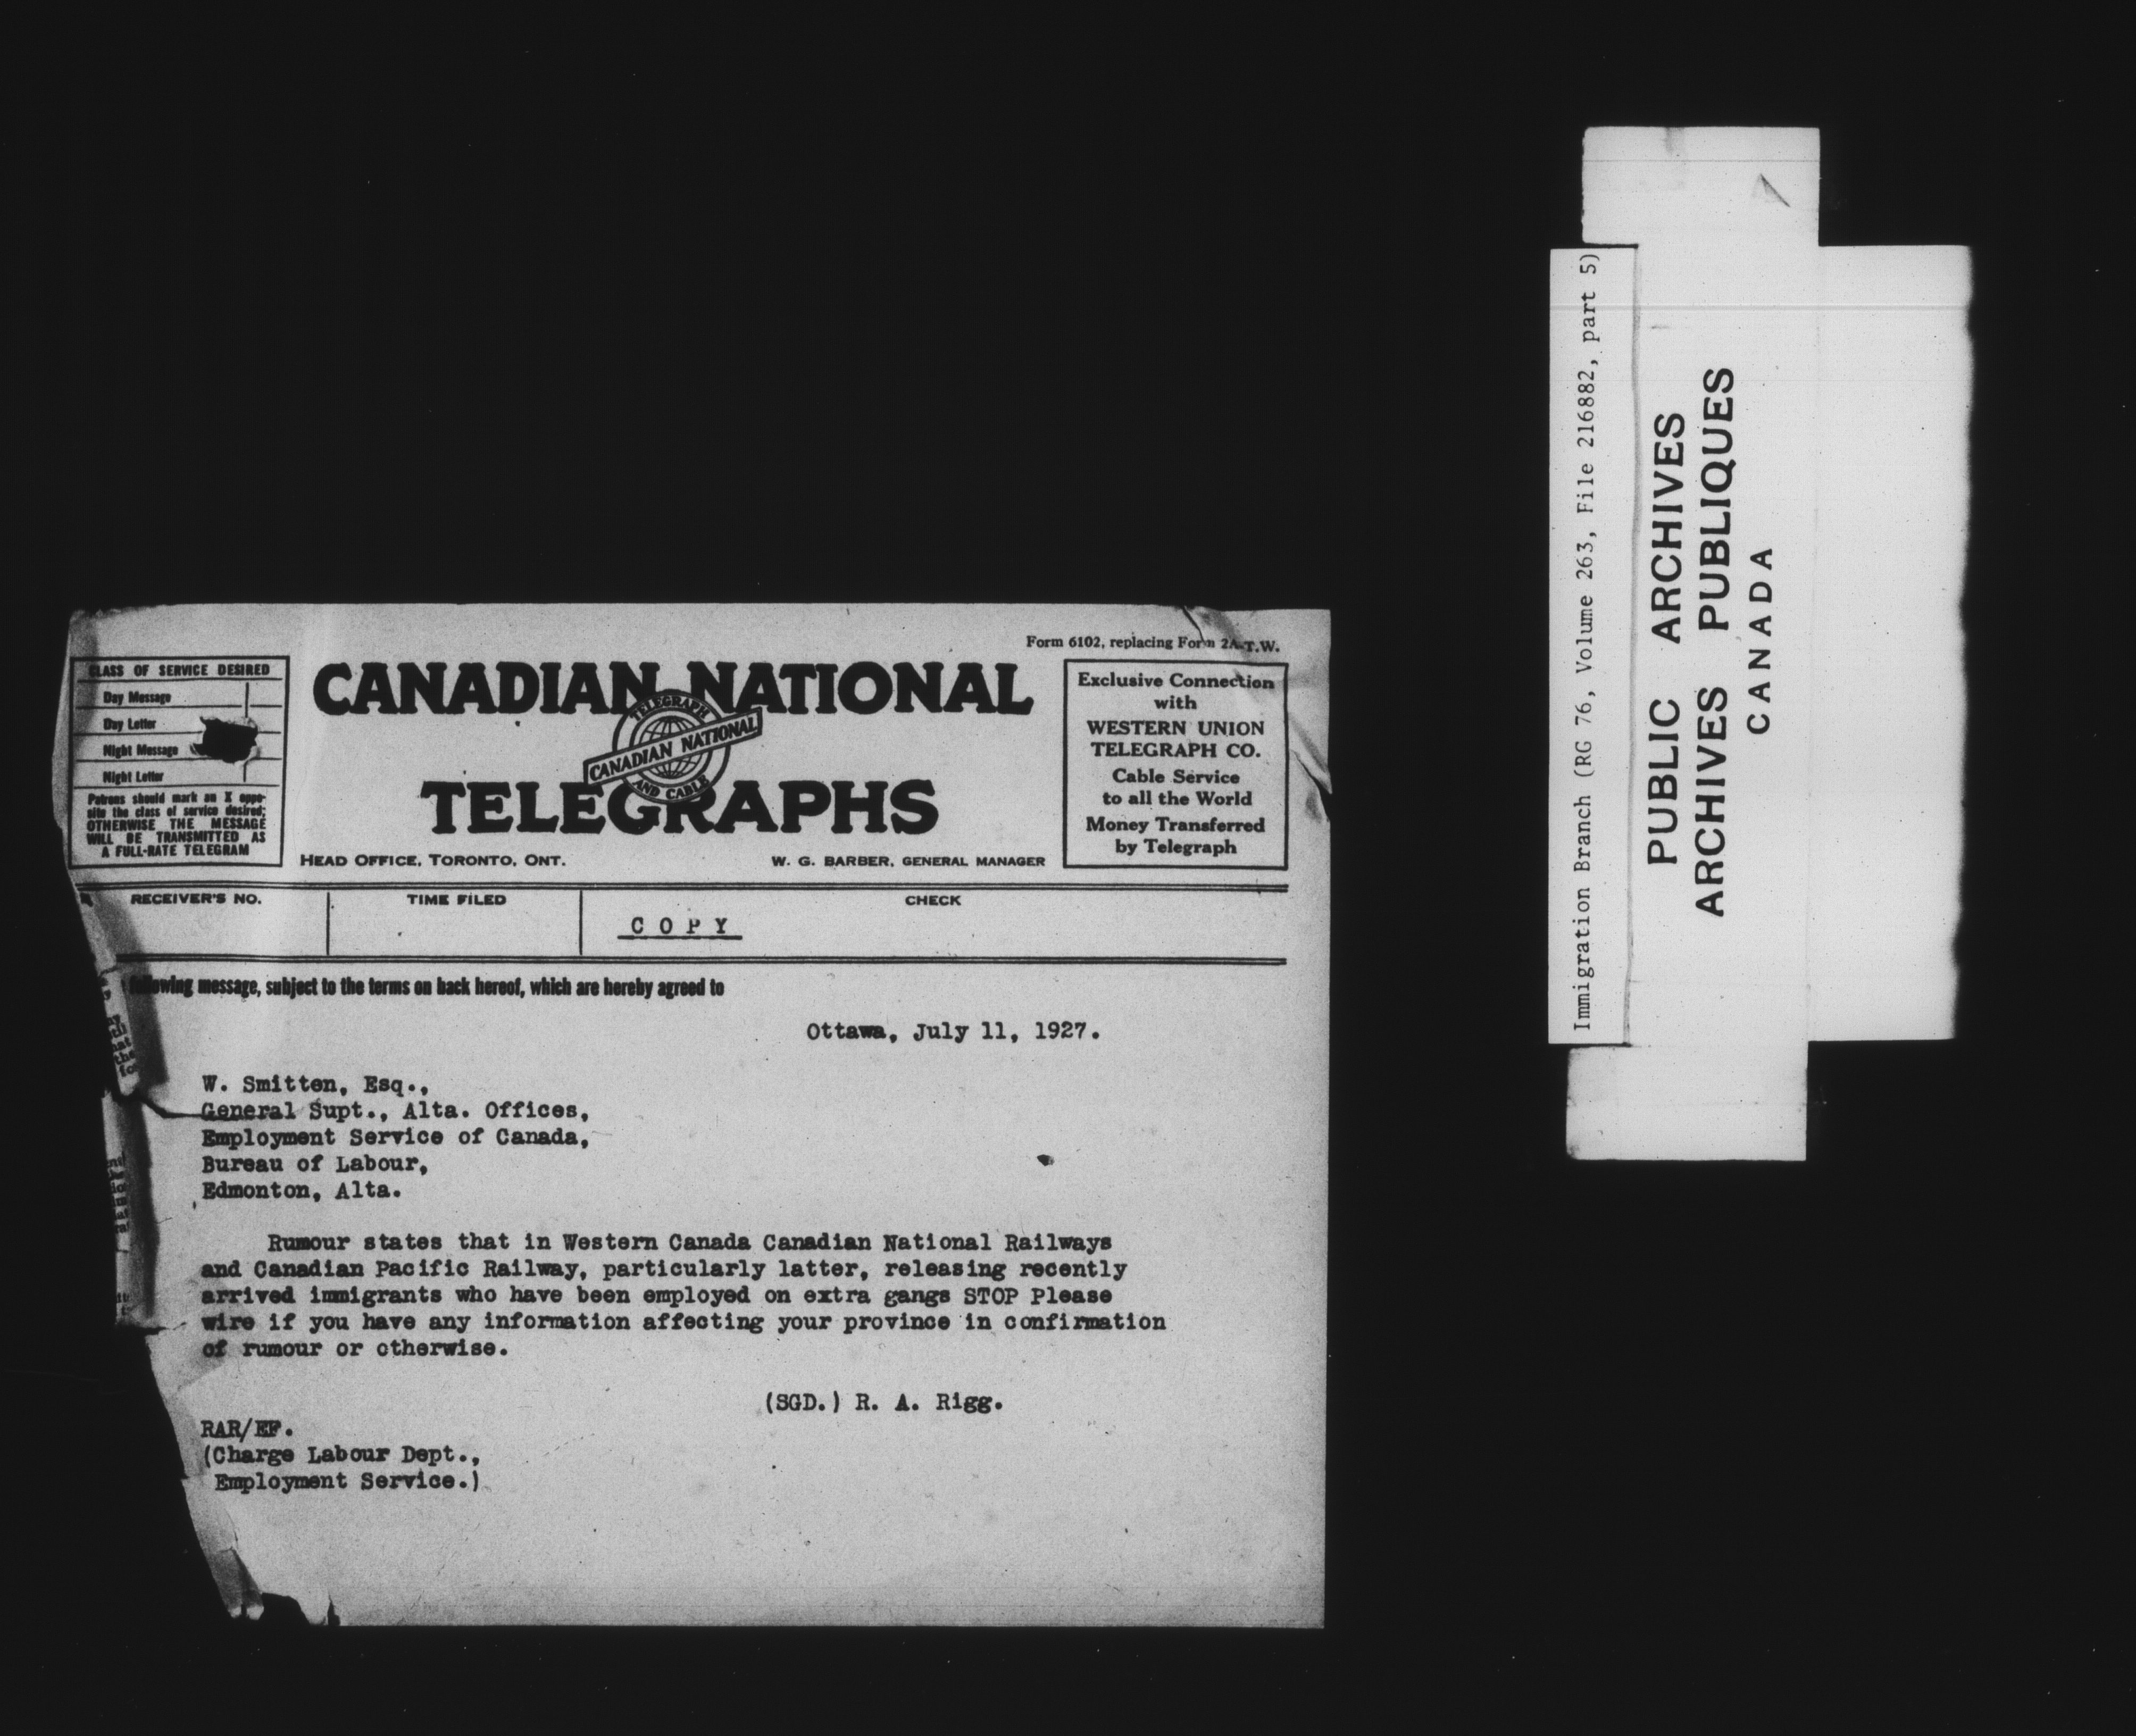 Form 6102, replacing Form 2A.T.W.
CLASS OF SERVICE DESIRED
Day Message
Day Letter
Night Message
Night Letter
Patrons should mark an X oppo-
site the class of service desired;
OTHERWISE THE MESSAGE
WILL BE TRANSMITTED AS
A FULL-RATE TELEGRAM
CANADIAN NATIONAL
TELEGRAPH
CANADIAN NATIONAL
AND CABLE
TELEGRAPHS
HEAD OFFICE, TORONTO, ONT.
W. G. BARBER, GENERAL MANAGER
Exclusive Connection
with
WESTERN UNION
TELEGRAPH CO.
Cable Service
to all the World
Money Transferred
by Telegraph
RECEIVER'S NO.
TIME FILED
CHECK
COPY
following message, subject to the terms on back hereof, which are hereby agreed to
Ottawa, July 11, 1927.
W. Smitten, Esq.,
General Supt., Alta. Offices,
Employment Service of Canada,
Bureau of Labour,
Edmonton, Alta.
Rumour states that in Western Canada Canadian National Railways
and Canadian Pacific Railway, particularly latter, releasing recently
arrived immigrants who have been employed on extra gangs STOP Please
wire if you have any information affecting your province in confirmation
of rumour or otherwise.
(SGD.) R. A. Rigg.
RAR/EF.
(Charge Labour Dept.,
Employment Service.)
Immigration Branch (RG 76, Volume 263, File 216882, part 5)
PUBLIC ARCHIVES
ARCHIVES PUBLIQUES
CANADA